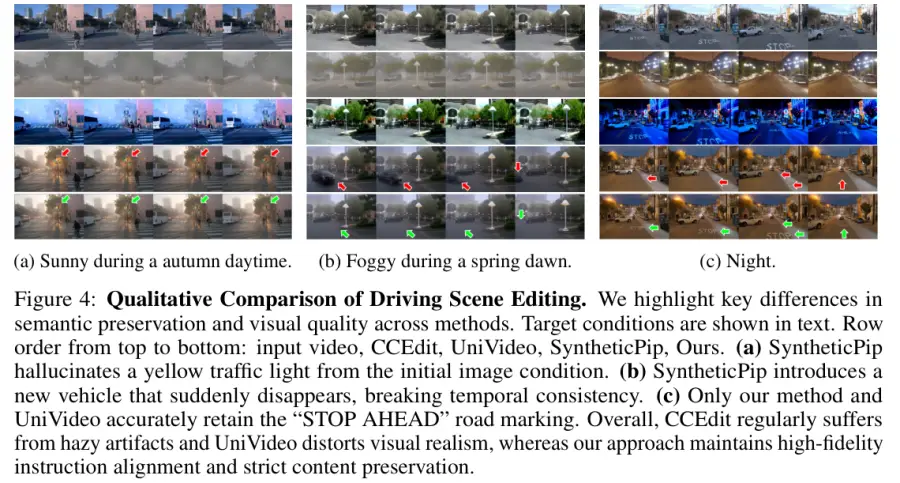 STOP
STOP
(a) Sunny during a autumn daytime.
(b) Foggy during a spring dawn.
(c) Night.
Figure 4: Qualitative Comparison of Driving Scene Editing. We highlight key differences in
semantic preservation and visual quality across methods. Target conditions are shown in text. Row
order from top to bottom: input video, CCEdit, UniVideo, SyntheticPip, Ours. (a) SyntheticPip
hallucinates a yellow traffic light from the initial image condition. (b) SyntheticPip introduces a
new vehicle that suddenly disappears, breaking temporal consistency. (c) Only our method and
UniVideo accurately retain the “STOP AHEAD” road marking. Overall, CCEdit regularly suffers
from hazy artifacts and UniVideo distorts visual realism, whereas our approach maintains high-fidelity
instruction alignment and strict content preservation.